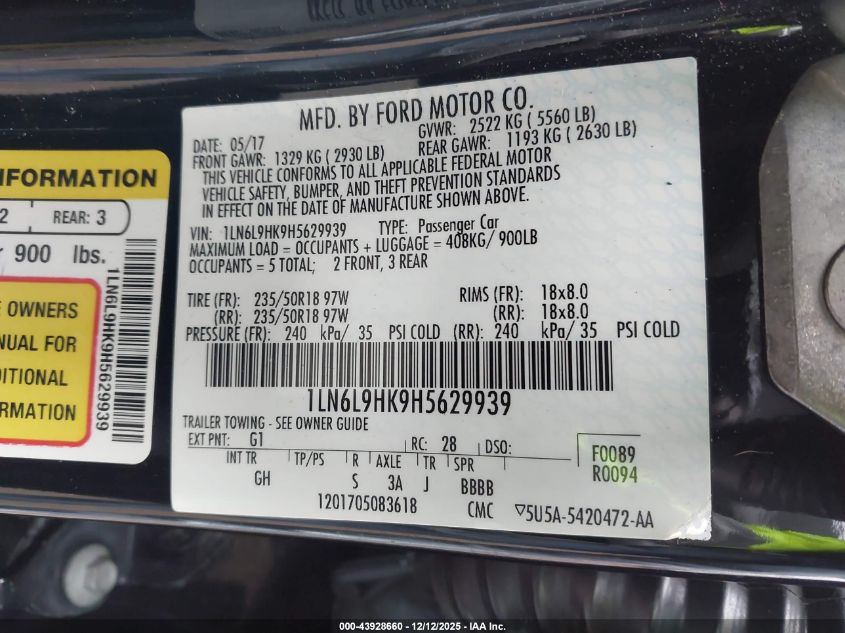 MFD. BY FORD MOTOR CO.
DATE: 05/17 GVWR: 2522 KG ( 5560 LB)
FRONT GAWR: 1329 KG ( 2930 LB) REAR GAWR: 1193 KG ( 2630 LB)
THIS VEHICLE CONFORMS TO ALL APPLICABLE FEDERAL MOTOR
VEHICLE SAFETY, BUMPER, AND THEFT PREVENTION STANDARDS
IN EFFECT ON THE DATE OF MANUFACTURE SHOWN ABOVE.
VIN: 1LN6L9HK9H5629939 TYPE: Passenger Car
MAXIMUM LOAD = OCCUPANTS + LUGGAGE = 408KG/ 900LB
OCCUPANTS = 5 TOTAL; 2 FRONT, 3 REAR
TIRE (FR): 235/50R18 97W RIMS (FR): 18x8.0
(RR): 235/50R18 97W (RR): 18x8.0
PRESSURE (FR): 240 kPa/ 35 PSI COLD (RR): 240 kPa/ 35 PSI COLD
1LN6L9HK9H5629939
TRAILER TOWING - SEE OWNER GUIDE
EXT PNT: G1 RC: 28 DSO:
INT TR TP/PS R AXLE TR SPR
GH S 3A J BBBB
F0089
R0094
1201705083618 CMC ▽5U5A-5420472-AA
INFORMATION
2 REAR: 3
900 lbs.
OWNERS
MANUAL FOR
INFORMATION
1LN6L9HK9H5629939
000-43928660 - 12/12/2025 - IAA Inc.